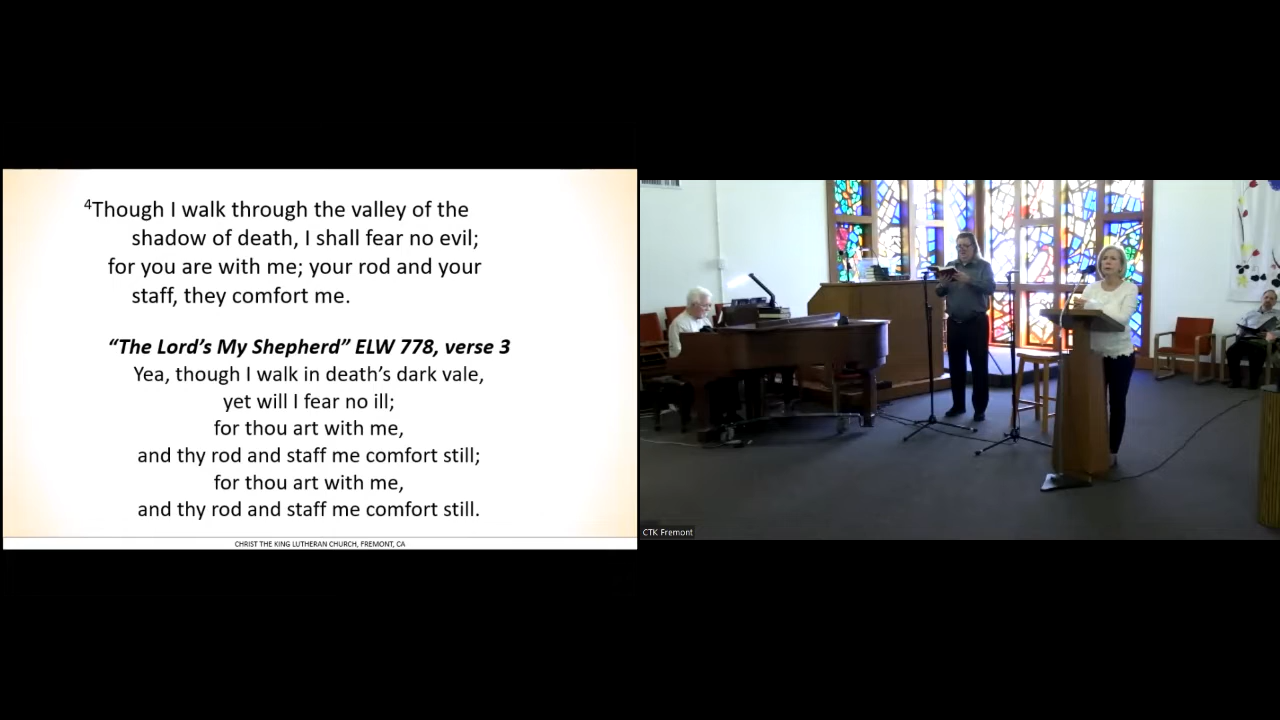 ⁴Though I walk through the valley of the
shadow of death, I shall fear no evil;
for you are with me; your rod and your
staff, they comfort me.
“The Lord’s My Shepherd” ELW 778, verse 3
Yea, though I walk in death’s dark vale,
yet will I fear no ill;
for thou art with me,
and thy rod and staff me comfort still;
for thou art with me,
and thy rod and staff me comfort still.
CHRIST THE KING LUTHERAN CHURCH, FREMONT, CA
CTK Fremont